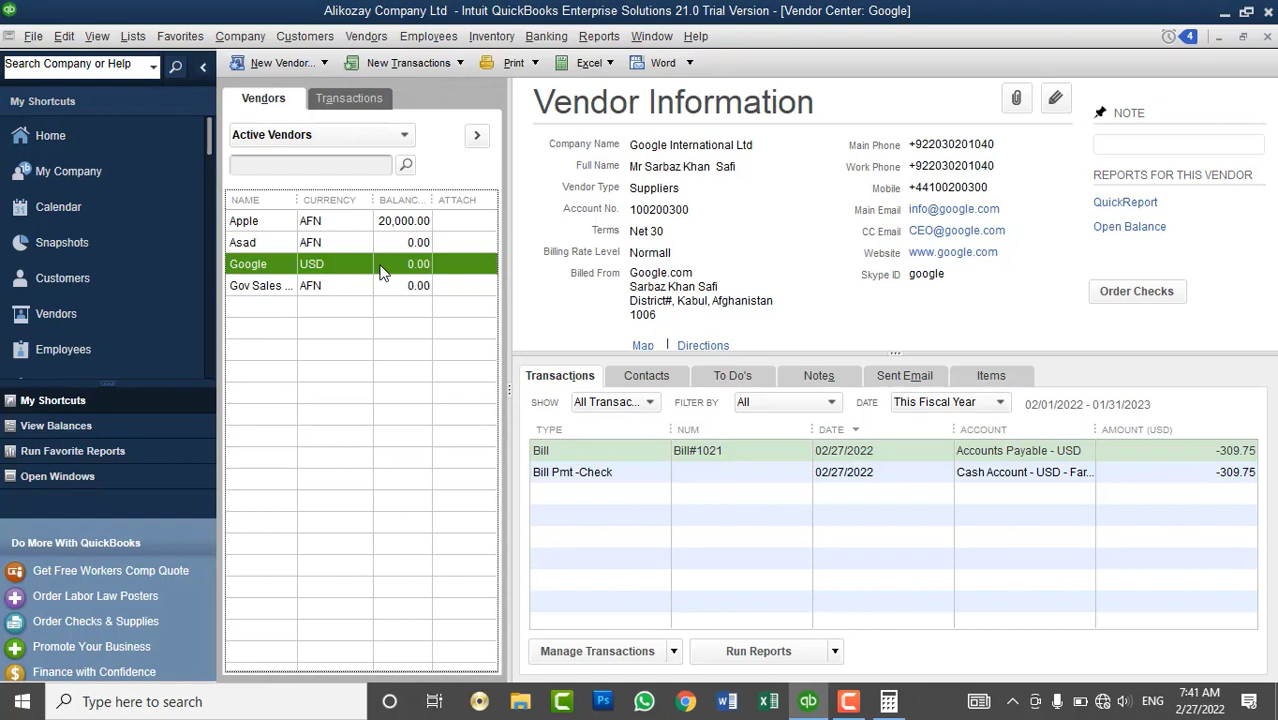 Alikozay Company Ltd - Intuit QuickBooks Enterprise Solutions 21.0 Trial Version - [Vendor Center: Google]
File Edit View Lists Favorites Company Customers Vendors Employees Inventory Banking Reports Window Help
4
Search Company or Help
New Vendor... New Transactions Print Excel Word
My Shortcuts
Home
My Company
Calendar
Snapshots
Customers
Vendors
Employees
My Shortcuts
View Balances
Run Favorite Reports
Open Windows
Do More With QuickBooks
Get Free Workers Comp Quote
Order Labor Law Posters
Order Checks & Supplies
Promote Your Business
Finance with Confidence
Vendors Transactions
Active Vendors
NAME CURRENCY BALANC... ATTACH
Apple AFN 20,000.00
Asad AFN 0.00
Google USD 0.00
Gov Sales ... AFN 0.00
Vendor Information
Company Name Google International Ltd
Full Name Mr Sarbaz Khan Safi
Vendor Type Suppliers
Account No. 100200300
Terms Net 30
Billing Rate Level Normall
Billed From Google.com
Sarbaz Khan Safi
District#, Kabul, Afghanistan
1006
Map | Directions
Main Phone +922030201040
Work Phone +922030201040
Mobile +44100200300
Main Email info@google.com
CC Email CEO@google.com
Website www.google.com
Skype ID google
NOTE
REPORTS FOR THIS VENDOR
QuickReport
Open Balance
Order Checks
Transactions Contacts To Do's Notes Sent Email Items
SHOW All Transac... FILTER BY All DATE This Fiscal Year 02/01/2022 - 01/31/2023
TYPE NUM DATE ACCOUNT AMOUNT (USD)
Bill Bill#1021 02/27/2022 Accounts Payable - USD -309.75
Bill Pmt -Check 02/27/2022 Cash Account - USD - Far... -309.75
Manage Transactions Run Reports
Type here to search
Ps
ENG
7:41 AM
2/27/2022